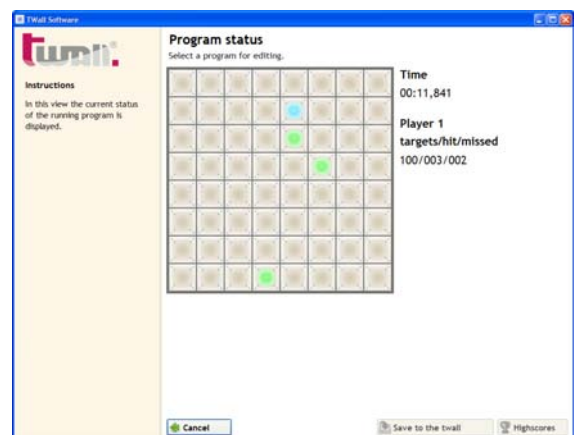 TWall Software
twall.
Instructions
In this view the current status
of the running program is
displayed.
Program status
Select a program for editing.
Time
00:11,841
Player 1
targets/hit/missed
100/003/002
Cancel
Save to the twall
Highscores